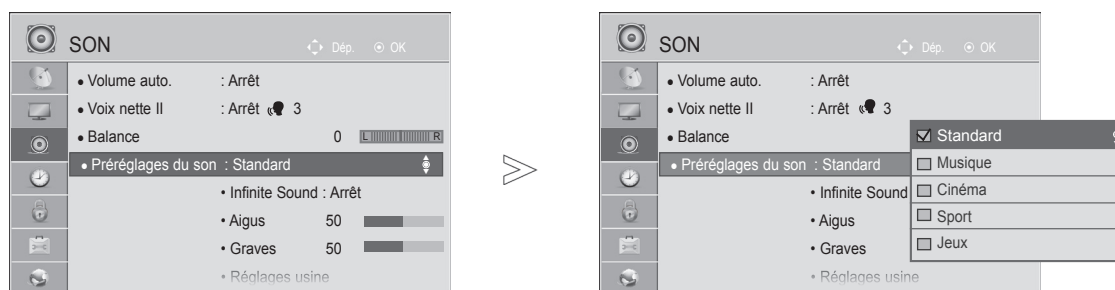 SON
Dép. OK
• Volume auto. : Arrêt
• Voix nette II : Arrêt 3
• Balance 0 L R
• Préréglages du son : Standard
• Infinite Sound : Arrêt
• Aigus 50
• Graves 50
• Réglages usine
>
SON
Dép. OK
• Volume auto. : Arrêt
• Voix nette II : Arrêt 3
• Balance
• Préréglages du son : Standard
• Infinite Sound
• Aigus
• Graves
• Réglages usine
Standard
Musique
Cinéma
Sport
Jeux